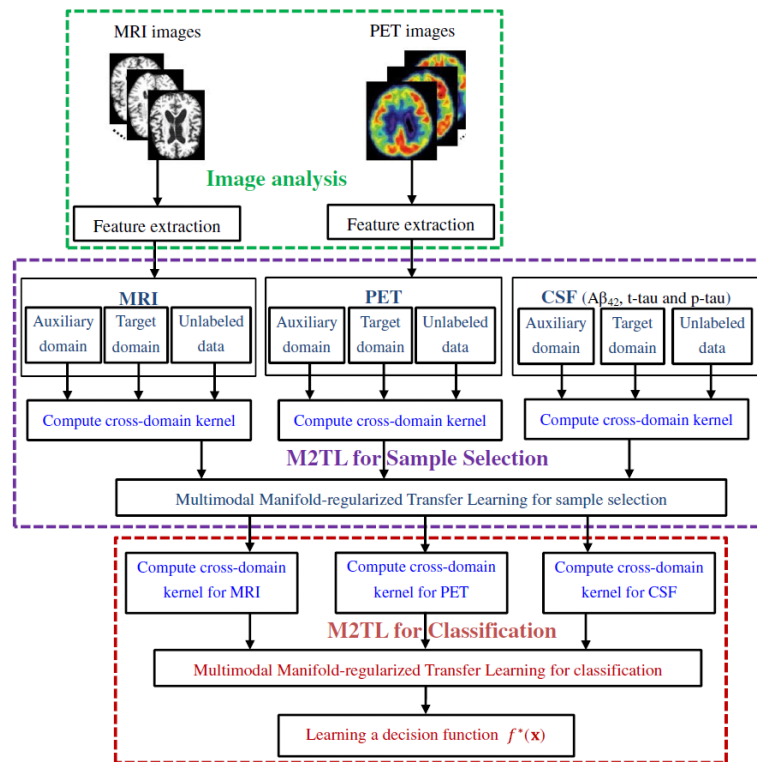 MRI images
PET images
Image analysis
Feature extraction
Feature extraction
MRI
Auxiliary
domain
Target
domain
Unlabeled
data
PET
Auxiliary
domain
Target
domain
Unlabeled
data
CSF (Aβ₄₂, t-tau and p-tau)
Auxiliary
domain
Target
domain
Unlabeled
data
Compute cross-domain kernel
Compute cross-domain kernel
Compute cross-domain kernel
M2TL for Sample Selection
Multimodal Manifold-regularized Transfer Learning for sample selection
Compute cross-domain
kernel for MRI
Compute cross-domain
kernel for PET
Compute cross-domain
kernel for CSF
M2TL for Classification
Multimodal Manifold-regularized Transfer Learning for classification
Learning a decision function f*(x)